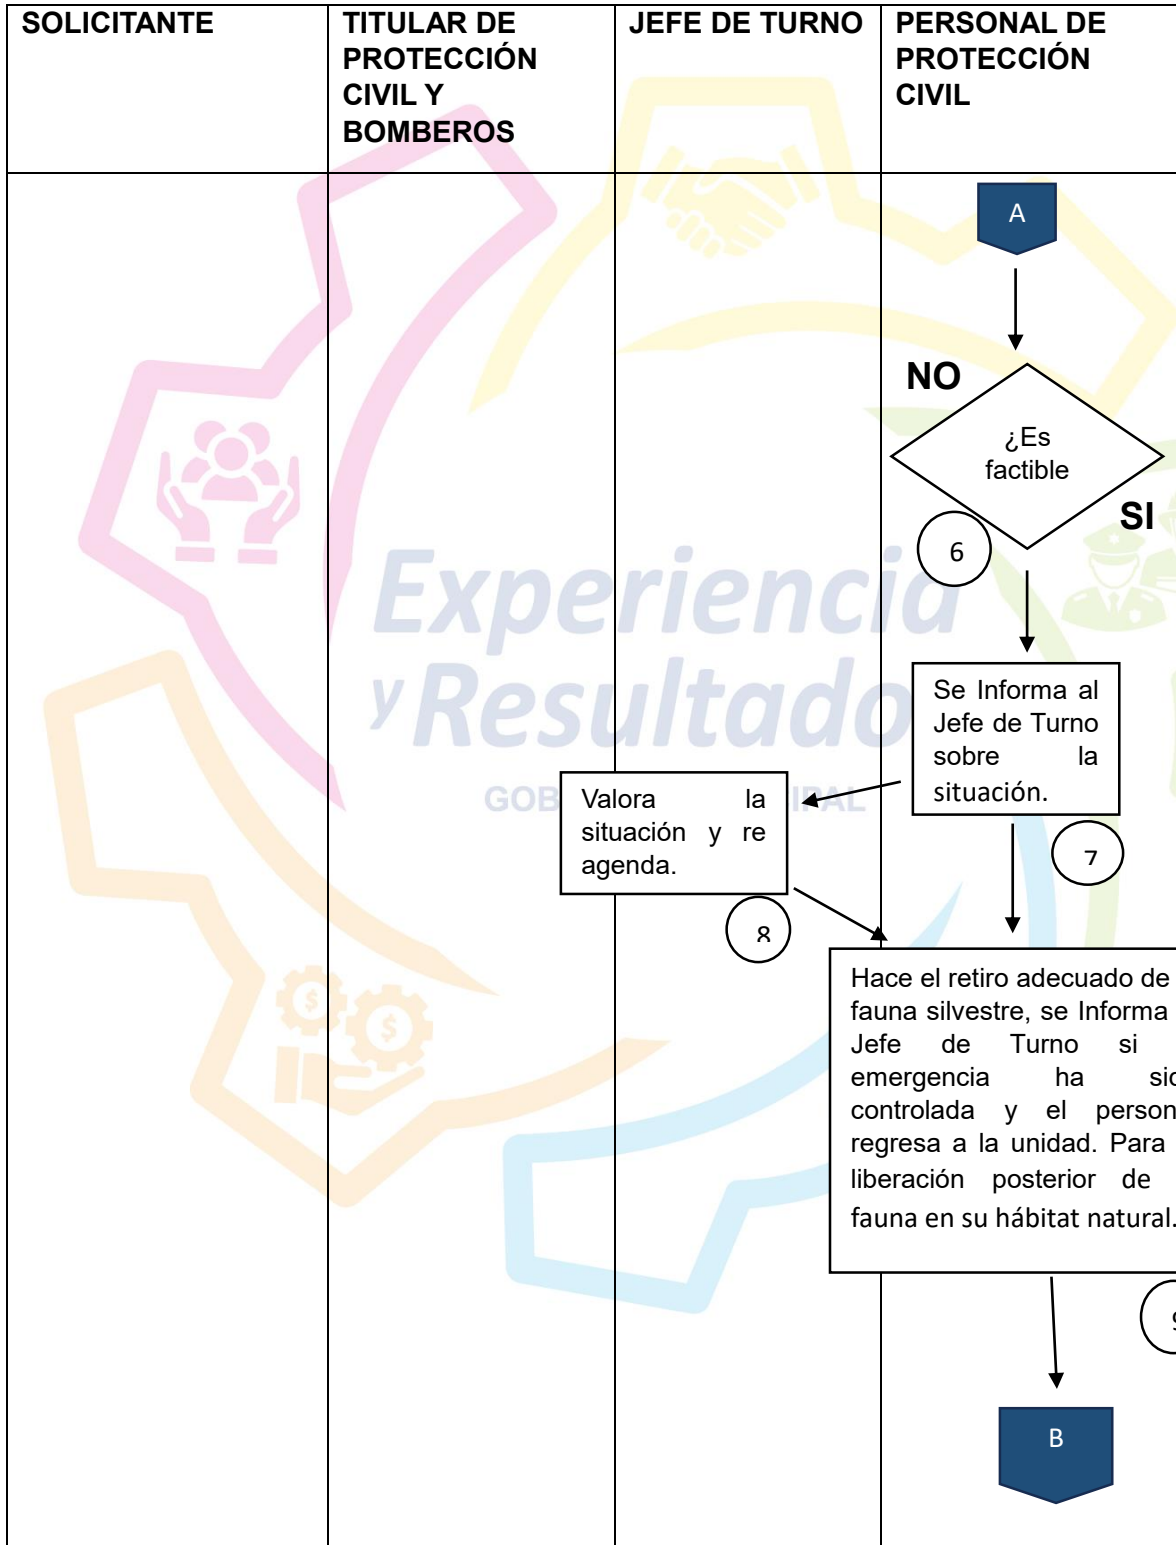 SOLICITANTE
TITULAR DE
PROTECCIÓN
CIVIL Y
BOMBEROS
JEFE DE TURNO
PERSONAL DE
PROTECCIÓN
CIVIL
A
NO
¿Es
factible
SI
6
Experiencia
y Resultado
Se Informa al
Jefe de Turno
sobre la
situación.
7
Valora la
situación y re
agenda.
8
Hace el retiro adecuado de
fauna silvestre, se Informa
Jefe de Turno si
emergencia ha
controlada y el
regresa a la unidad. Para
liberación posterior de
fauna en su hábitat natural.
B
$
$